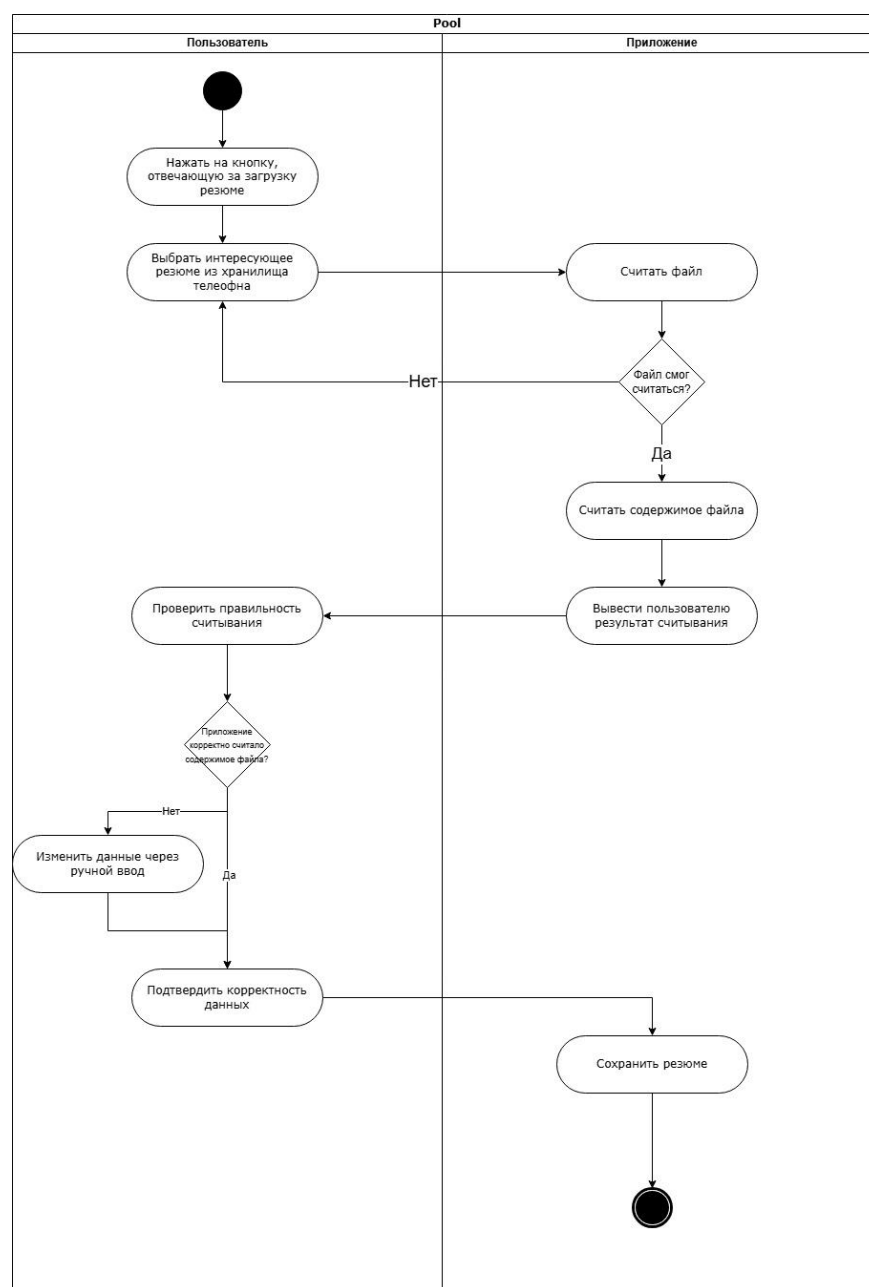 Pool
Пользователь
Приложение
Нажать на кнопку,
отвечающую за загрузку
резюме
Выбрать интересующее
резюме из хранилища
телеофна
Считать файл
Файл смог
считаться?
Нет
Да
Считать содержимое файла
Вывести пользователю
результат считывания
Проверить правильность
считывания
Приложение
корректно считало
содержимое файла?
Нет
Изменить данные через
ручной ввод
Да
Подтвердить корректность
данных
Сохранить резюме